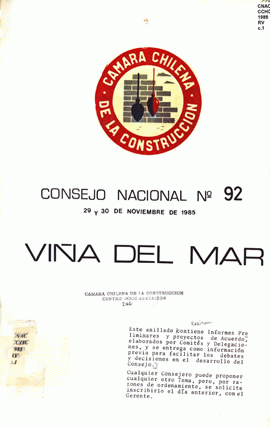 CNAC
CCHC
1985
RV
c.1
CAMARA CHILENA
DE LA CONSTRUCCION
CONSEJO NACIONAL Nº 92
29 y 30 DE NOVIEMBRE DE 1985
VIÑA DEL MAR
CAMARA CHILENA DE LA CONSTRUCCION
CENTRO DOCUMENTACION
Este anillado contiene Informes Pre
liminares y proyectos de Acuerdo,
elaborados por Comités y Delegacio-
nes, y se entrega como información
previa para facilitar los debates
y decisiones en el desarrollo del
Consejo.
Cualquier Consejero puede proponer
cualquier otro Tema, pero, por ra-
zones de ordenamiento, se solicita
inscribirlo el día anterior, con el
Gerente.